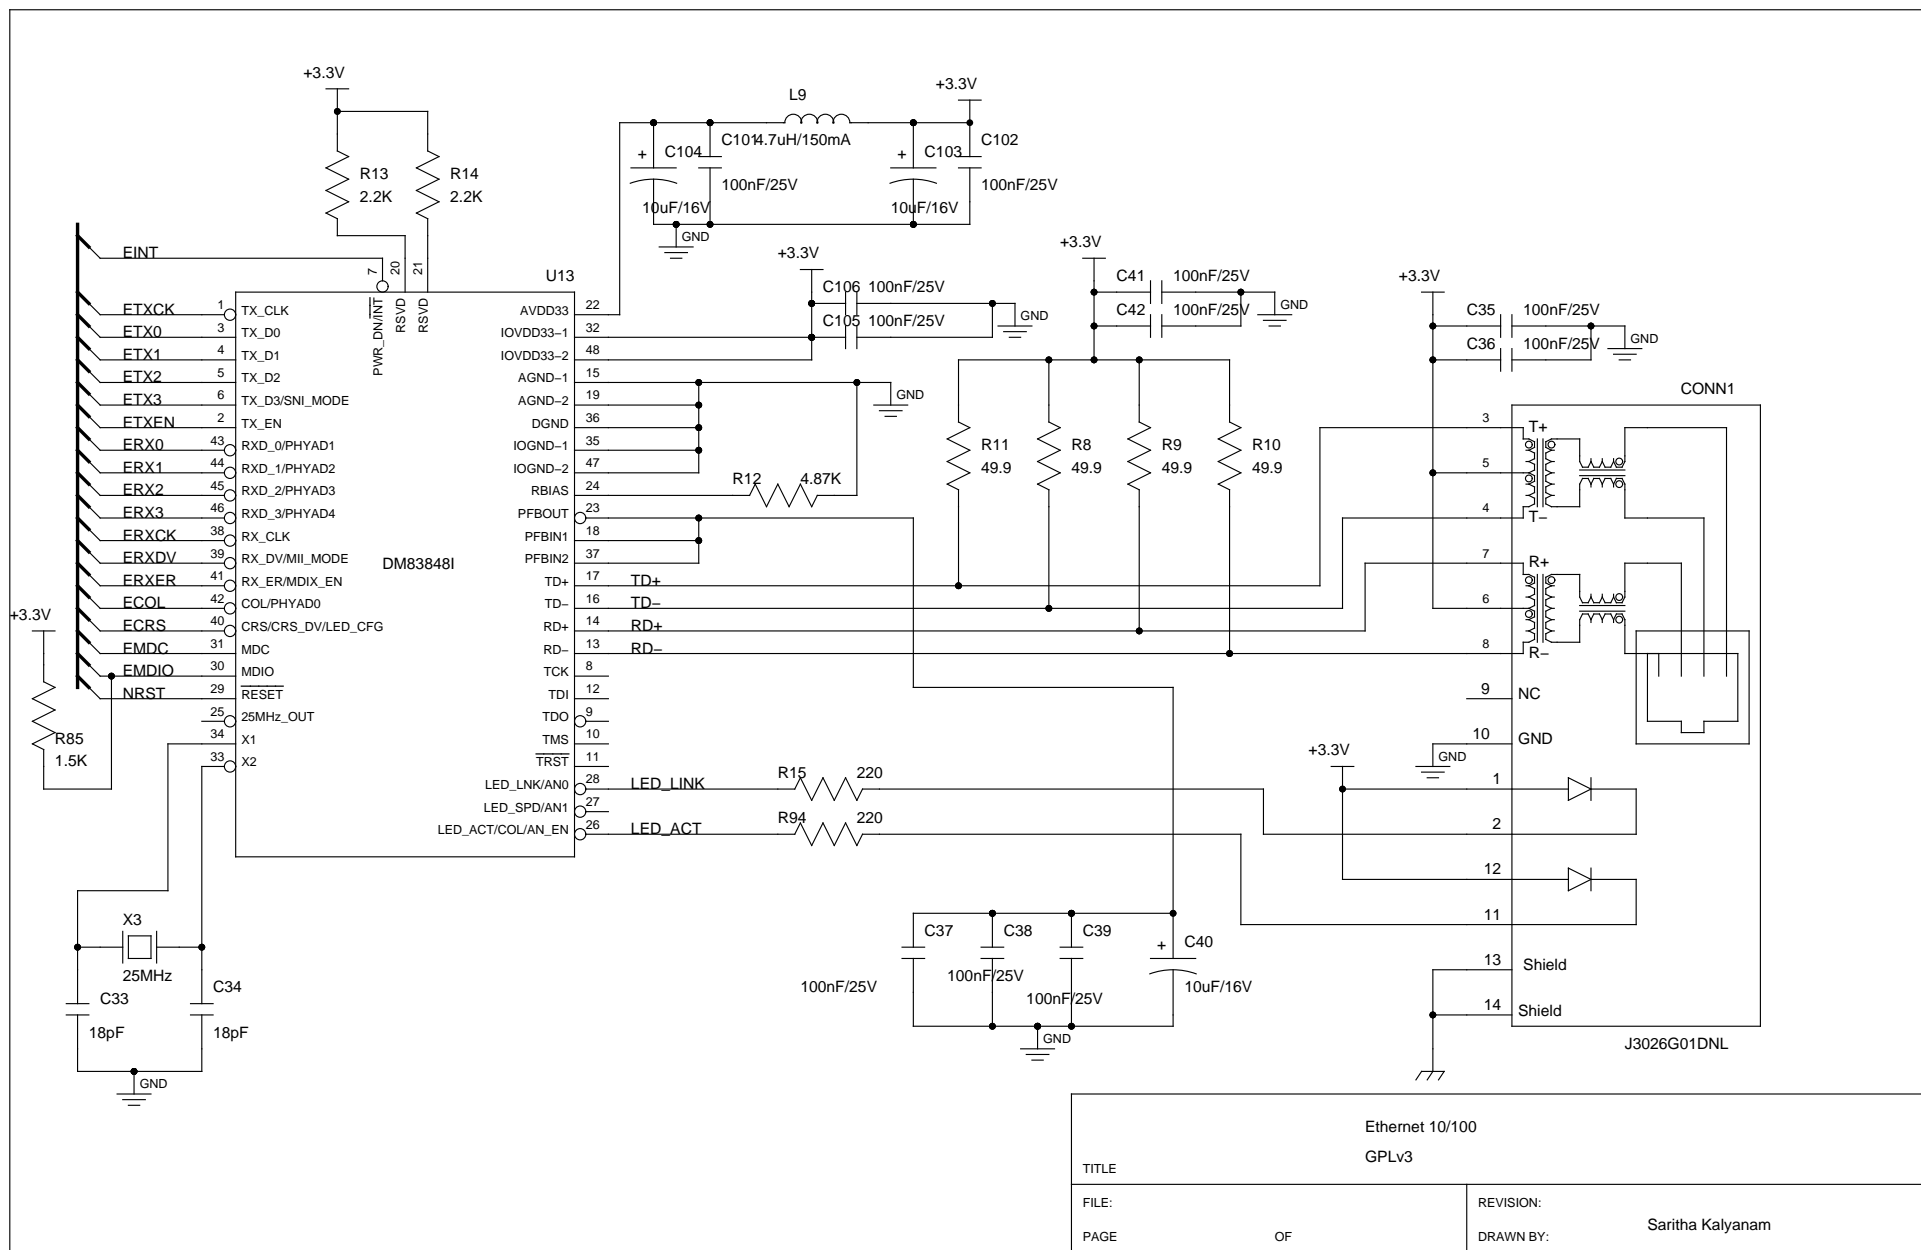 +3.3V
L9
+3.3V
C101
4.7uH/150mA
C104
C103
C102
+
+
R13
2.2K
R14
2.2K
100nF/25V
100nF/25V
10uF/16V
10uF/16V
GND
EINT
7
20
21
U13
+3.3V
+3.3V
+3.3V
C106 100nF/25V
C105 100nF/25V
GND
C41 100nF/25V
C42 100nF/25V
GND
C35 100nF/25V
C36 100nF/25V
GND
PWR_DN/INT
RSVD
RSVD
ETXCK 1 TX_CLK
ETX0 3 TX_D0
ETX1 4 TX_D1
ETX2 5 TX_D2
ETX3 6 TX_D3/SNI_MODE
ETXEN 2 TX_EN
ERX0 43 RXD_0/PHYAD1
ERX1 44 RXD_1/PHYAD2
ERX2 45 RXD_2/PHYAD3
ERX3 46 RXD_3/PHYAD4
ERXCK 38 RX_CLK
ERXDV 39 RX_DV/MII_MODE
ERXER 41 RX_ER/MDIX_EN
ECOL 42 COL/PHYAD0
ECRS 40 CRS/CRS_DV/LED_CFG
EMDC 31 MDC
EMDIO 30 MDIO
NRST 29 RESET
25 25MHz_OUT
34 X1
33 X2
DM83848I
AVDD33 22
IOVDD33-1 32
IOVDD33-2 48
AGND-1 15
AGND-2 19
DGND 36
IOGND-1 35
IOGND-2 47
RBIAS 24
PFBOUT 23
PFBIN1 18
PFBIN2 37
TD+ 17 TD+
TD- 16 TD-
RD+ 14 RD+
RD- 13 RD-
TCK 8
TDI 12
TDO 9
TMS 10
TRST 11
LED_LNK/AN0 28 LED_LINK
LED_SPD/AN1 27
LED_ACT/COL/AN_EN 26 LED_ACT
GND
R12 4.87K
R11
49.9
R8
49.9
R9
49.9
R10
49.9
R15 220
R94 220
+3.3V
R85
1.5K
X3
25MHz
C33
18pF
C34
18pF
GND
C37
100nF/25V
C38
100nF/25V
C39
100nF/25V
+
C40
10uF/16V
GND
CONN1
3 T+
5
4 T-
7 R+
6
8 R-
9 NC
10 GND
GND
+3.3V
1
2
12
11
13 Shield
14 Shield
J3026G01DNL
Ethernet 10/100
GPLv3
TITLE
FILE:
REVISION:
PAGE OF
DRAWN BY: Saritha Kalyanam